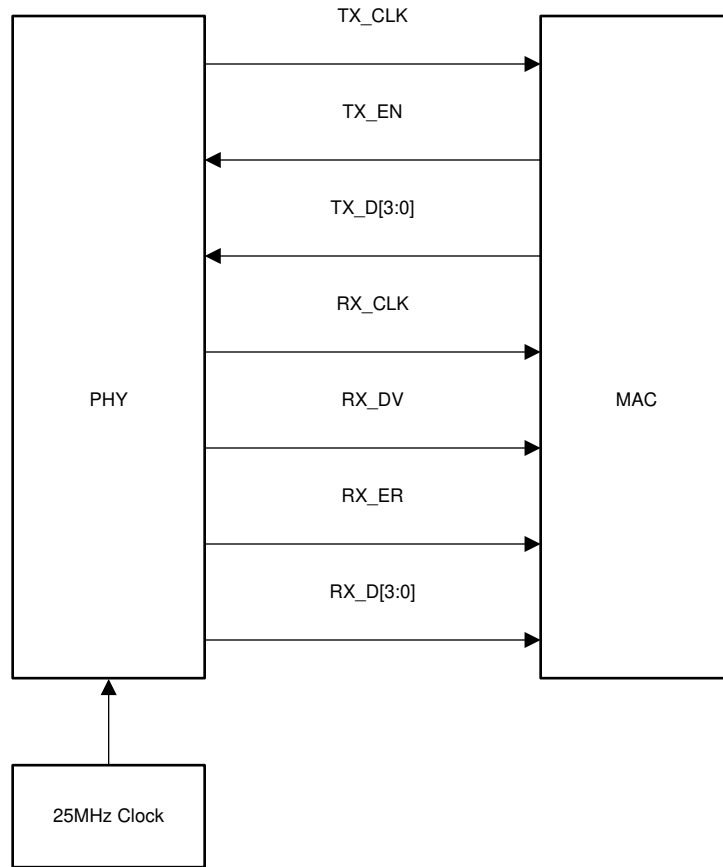 TX_CLK
TX_EN
TX_D[3:0]
RX_CLK
PHY
RX_DV
MAC
RX_ER
RX_D[3:0]
25MHz Clock